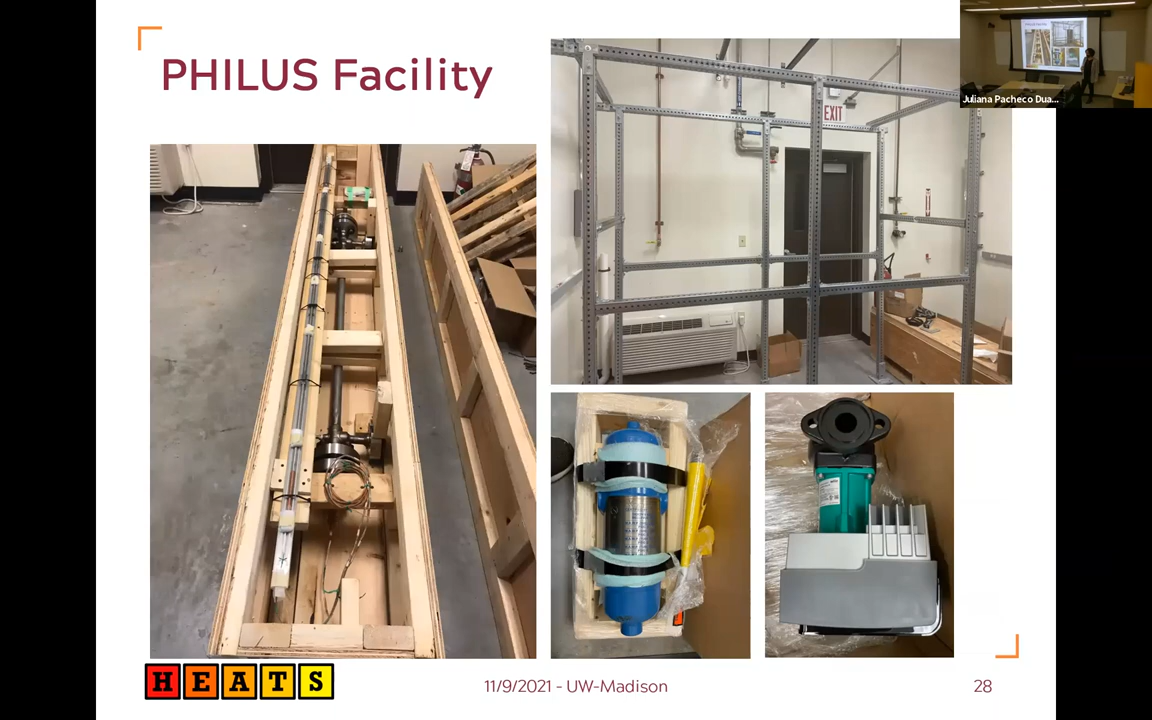 PHILUS Facility
EXIT
Juliana Pacheco Dua...
HEATS
11/9/2021 - UW-Madison
28